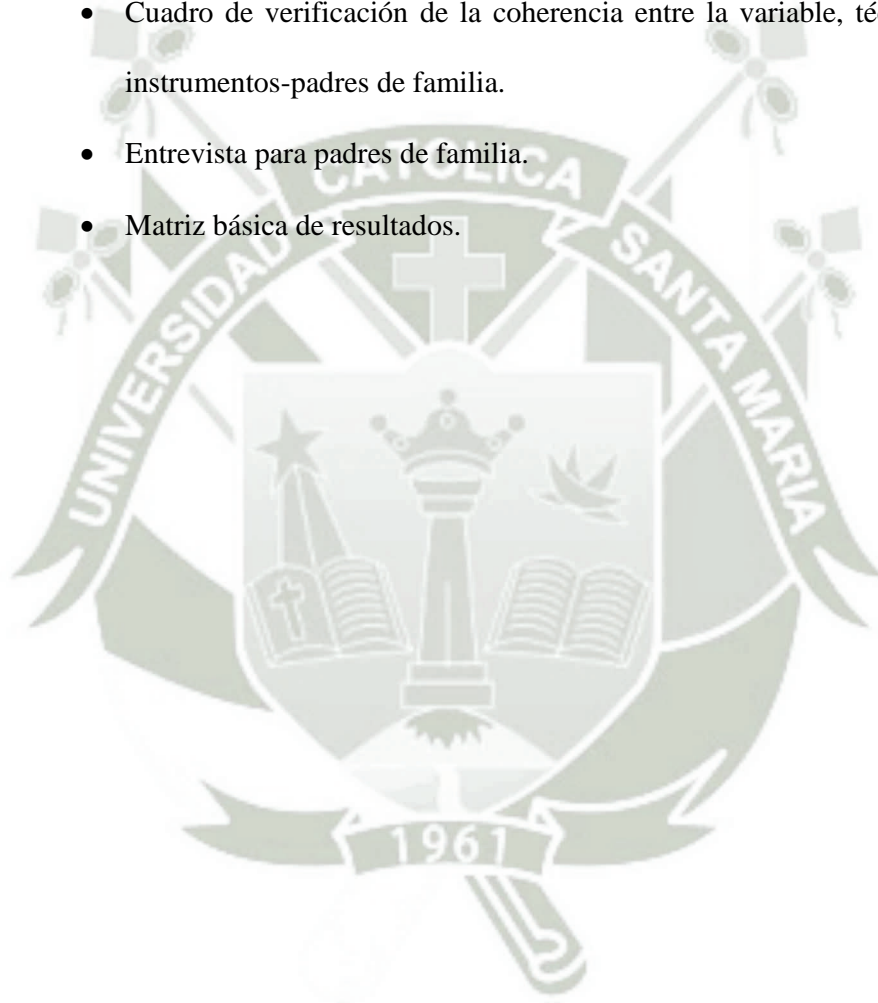 • Cuadro de verificación de la coherencia entre la variable,
instrumentos-padres de familia.
• Entrevista para padres de familia.
• Matriz básica de resultados.
UNIVERSIDAD CATOLICA SANTA MARIA
1961